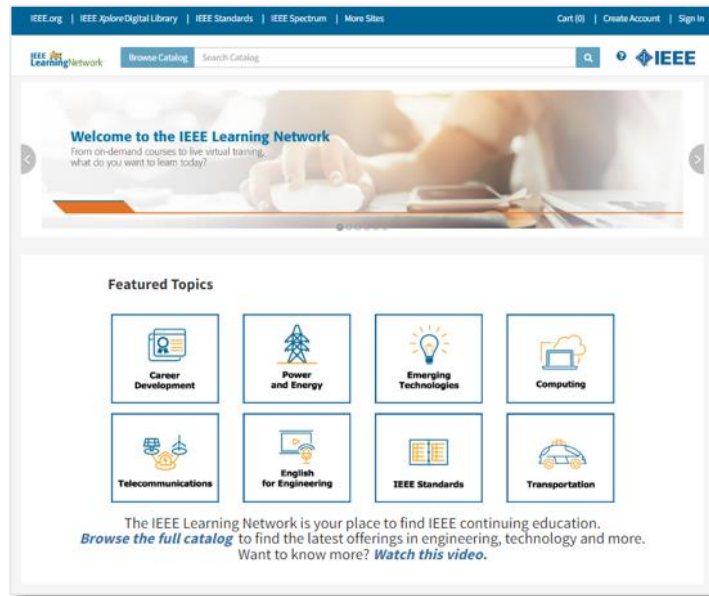 IEEE.org | IEEE Xplore Digital Library | IEEE Standards | IEEE Spectrum | More Sites Cart (0) | Create Account | Sign In
IEEE
LearningNetwork Browse Catalog Search Catalog IEEE
Welcome to the IEEE Learning Network
From on-demand courses to live virtual training,
what do you want to learn today?
Featured Topics
Career
Development
Power
and Energy
Emerging
Technologies
Computing
Telecommunications
English
for Engineering
IEEE Standards
Transportation
The IEEE Learning Network is your place to find IEEE continuing education.
Browse the full catalog to find the latest offerings in engineering, technology and more.
Want to know more? Watch this video.